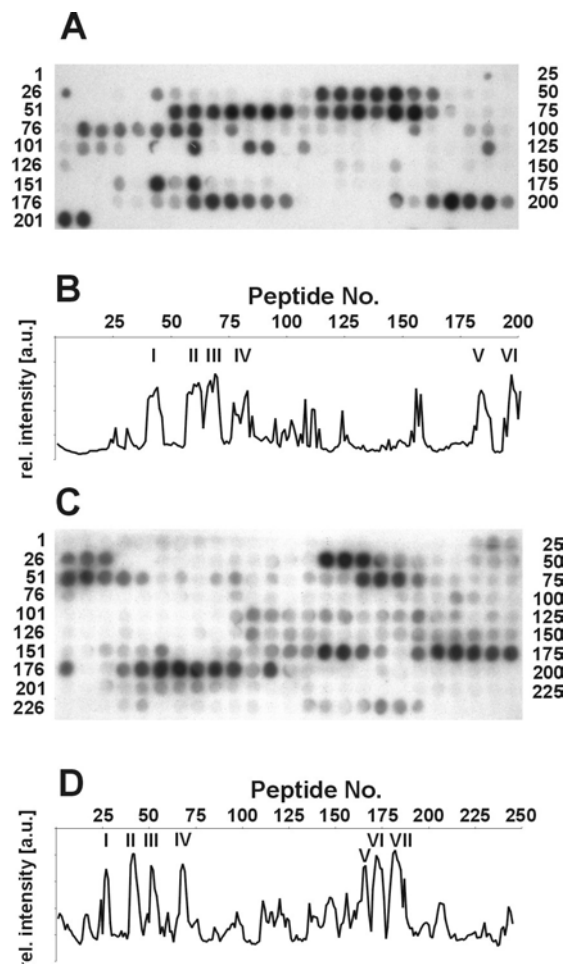 A
1 25
26 50
51 75
76 100
101 125
126 150
151 175
176 200
201
B
Peptide No.
25 50 75 100 125 150 175 200
rel. intensity [a.u.]
I II III IV V VI
C
1 25
26 50
51 75
76 100
101 125
126 150
151 175
176 200
201 225
226
D
Peptide No.
25 50 75 100 125 150 175 200 225 250
rel. intensity [a.u.]
I II III IV V VI VII